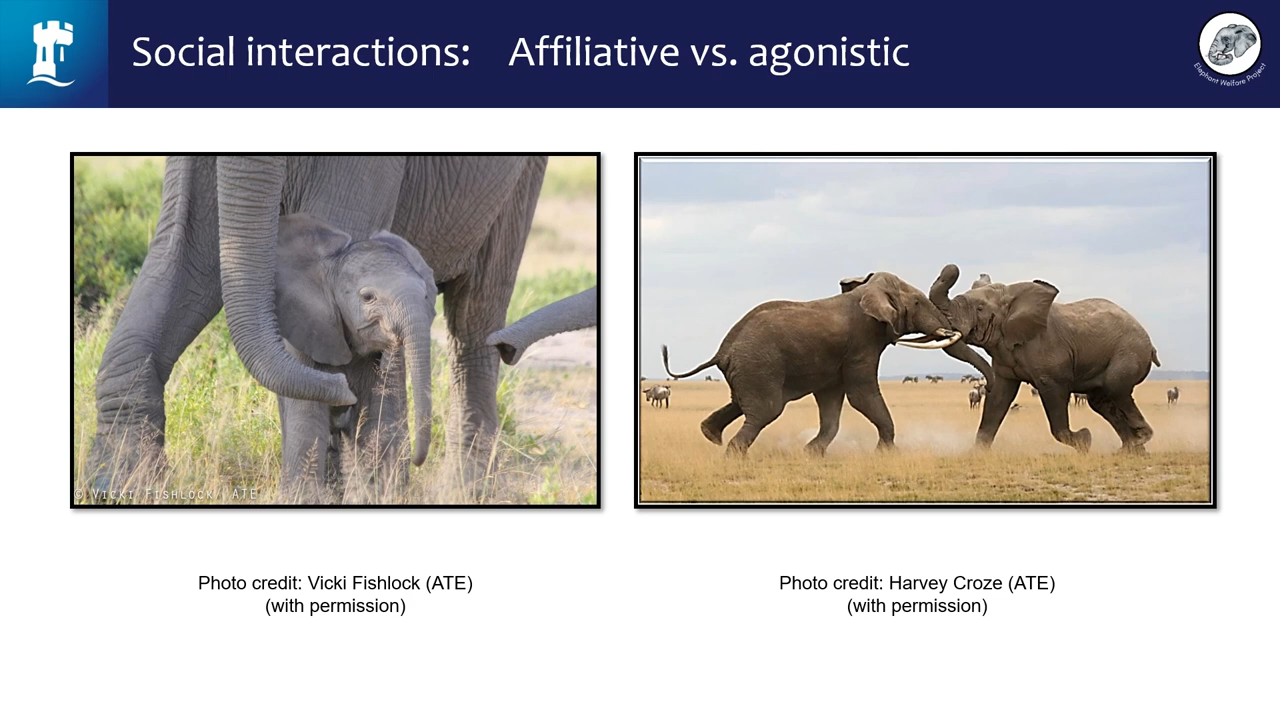 Social interactions: Affiliative vs. agonistic
Elephant Welfare Project
© Vicki Fishlock / ATE
Photo credit: Vicki Fishlock (ATE)
(with permission)
Photo credit: Harvey Croze (ATE)
(with permission)